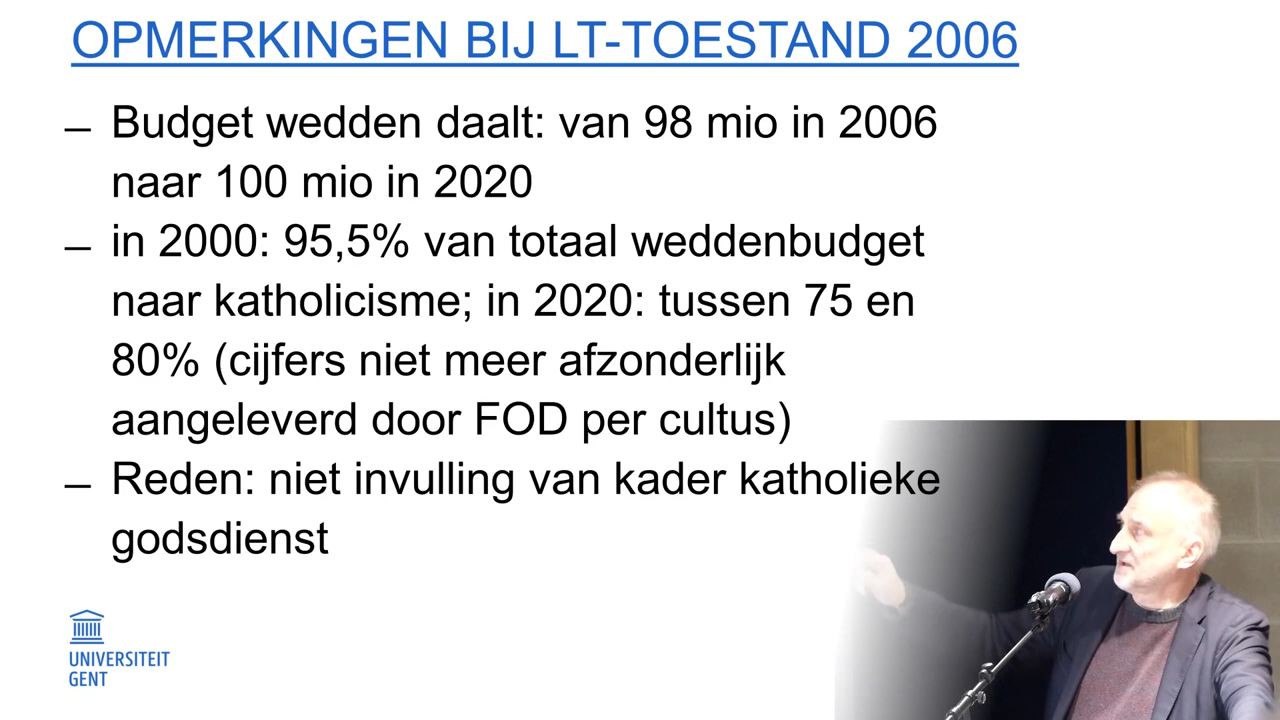 OPMERKINGEN BIJ LT-TOESTAND 2006
– Budget wedden daalt: van 98 mio in 2006
naar 100 mio in 2020
– in 2000: 95,5% van totaal weddenbudget
naar katholicisme; in 2020: tussen 75 en
80% (cijfers niet meer afzonderlijk
aangeleverd door FOD per cultus)
– Reden: niet invulling van kader katholieke
godsdienst
UNIVERSITEIT
GENT